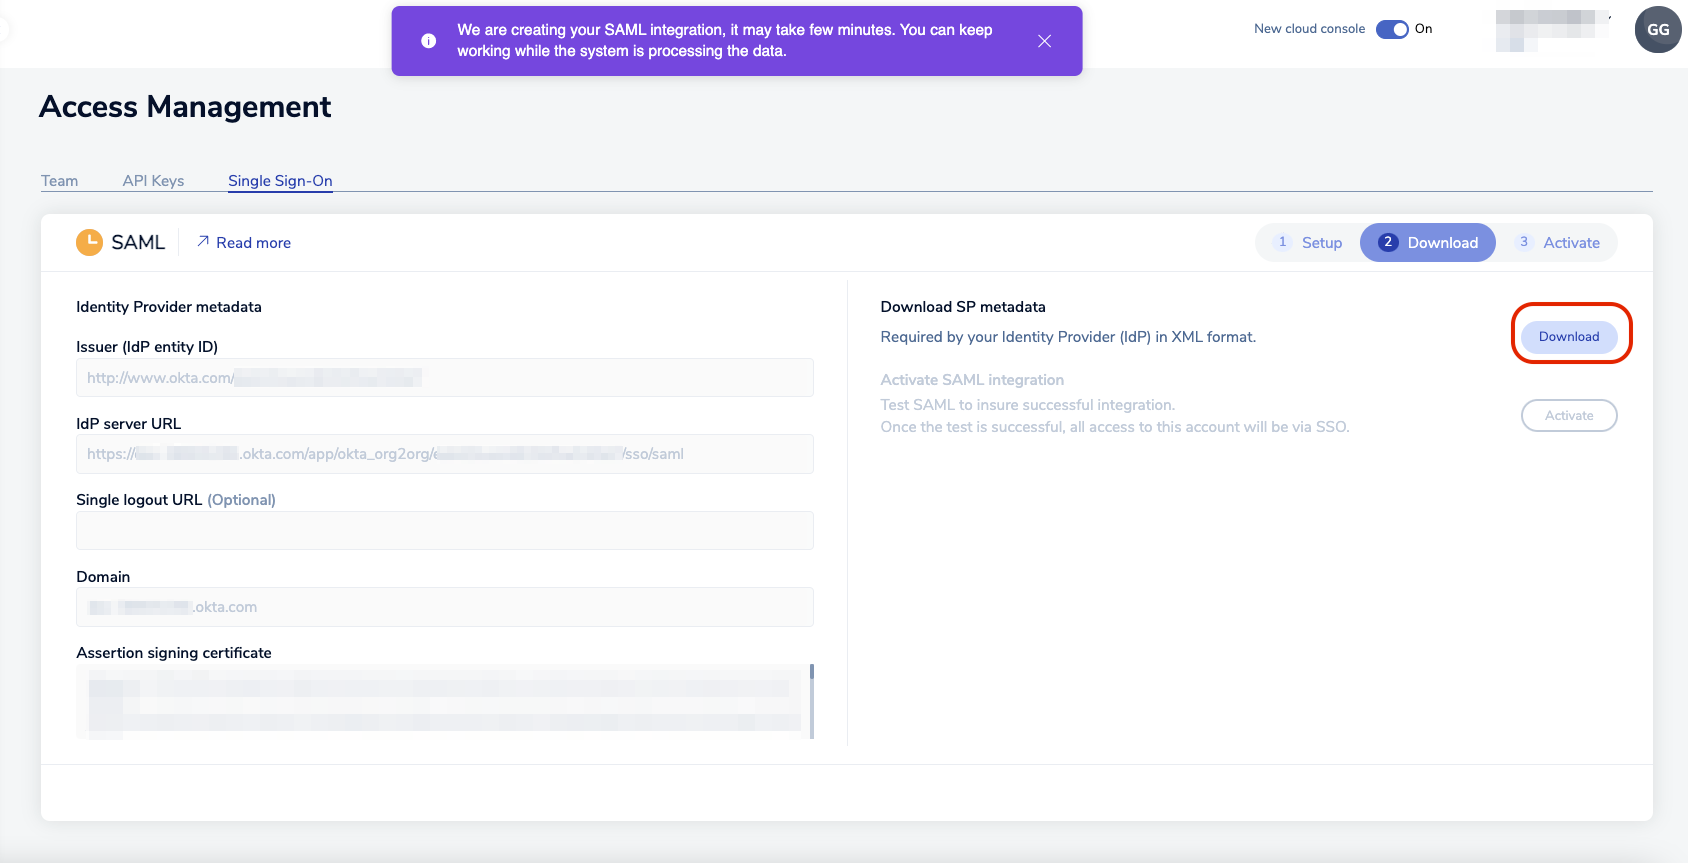 We are creating your SAML integration, it may take few minutes. You can keep
working while the system is processing the data.
New cloud console On
GG
Access Management
Team API Keys Single Sign-On
SAML Read more
1 Setup 2 Download 3 Activate
Identity Provider metadata
Issuer (IdP entity ID)
http://www.okta.com/
IdP server URL
https:// .okta.com/app/okta_org2org/e /sso/saml
Single logout URL (Optional)
Domain
.okta.com
Assertion signing certificate
Download SP metadata
Required by your Identity Provider (IdP) in XML format.
Download
Activate SAML integration
Test SAML to insure successful integration.
Once the test is successful, all access to this account will be via SSO.
Activate